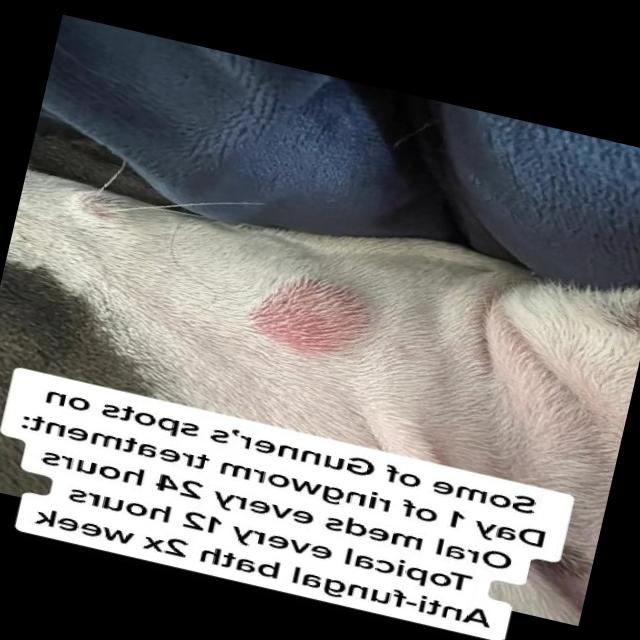 Some of Gunner's spots on
Day 1 of ringworm treatment:
Oral meds every 24 hours
Topical every 12 hours
Anti-fungal bath 2x week